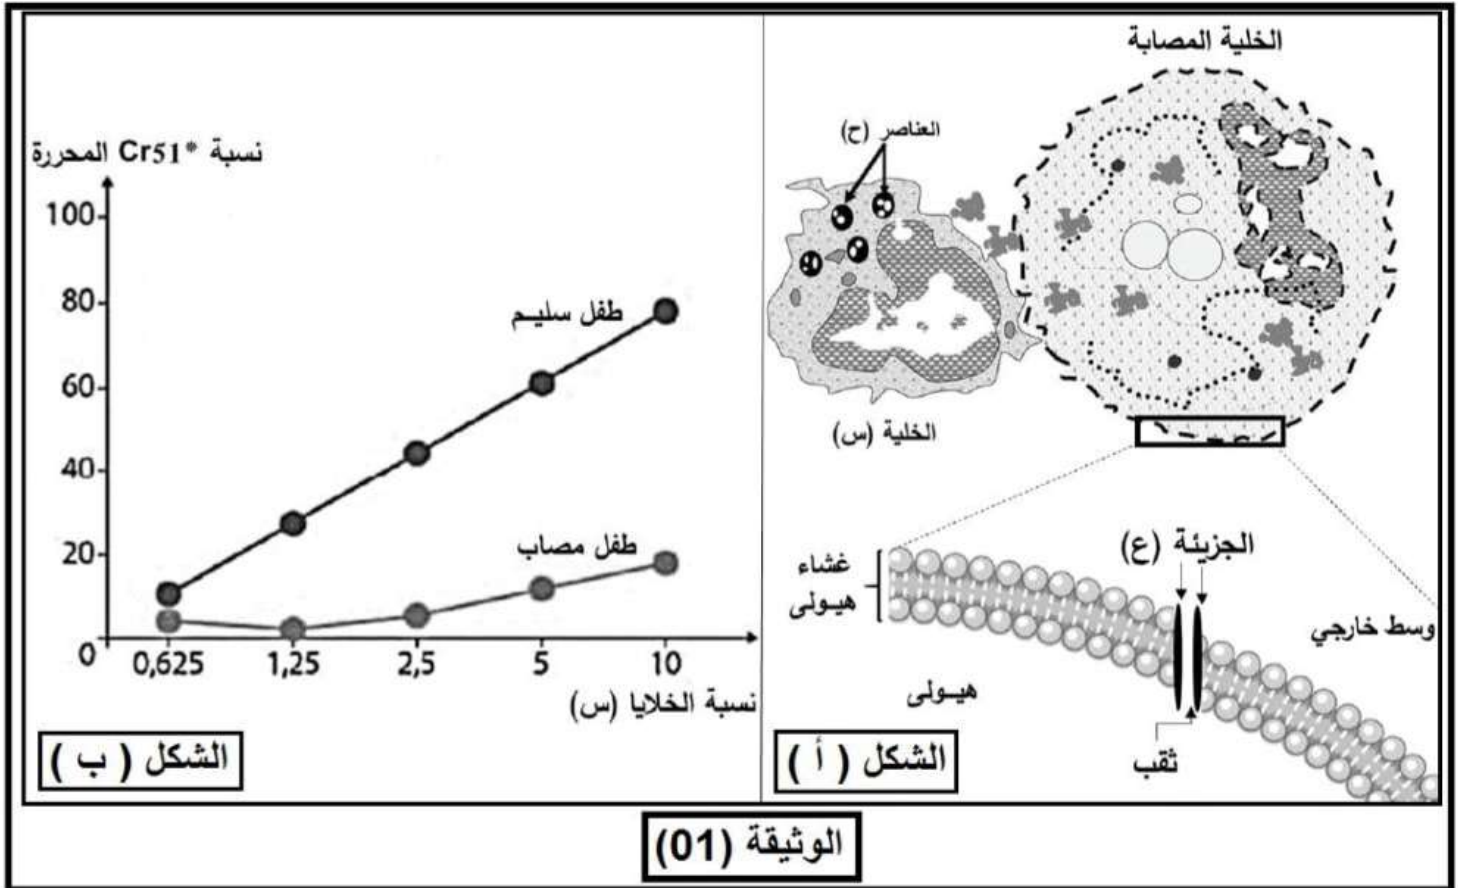 الخلية المصابة
العناصر (ح)
الخلية (س)
الجزيئة (ع)
غشاء
هيولى
وسط خارجي
هيولى
ثقب
الشكل ( أ )
نسبة *Cr51 المحررة
100
80
60
40
20
0
طفل سليم
طفل مصاب
0,625
1,25
2,5
5
10
نسبة الخلايا (س)
الشكل ( ب )
الوثيقة (01)